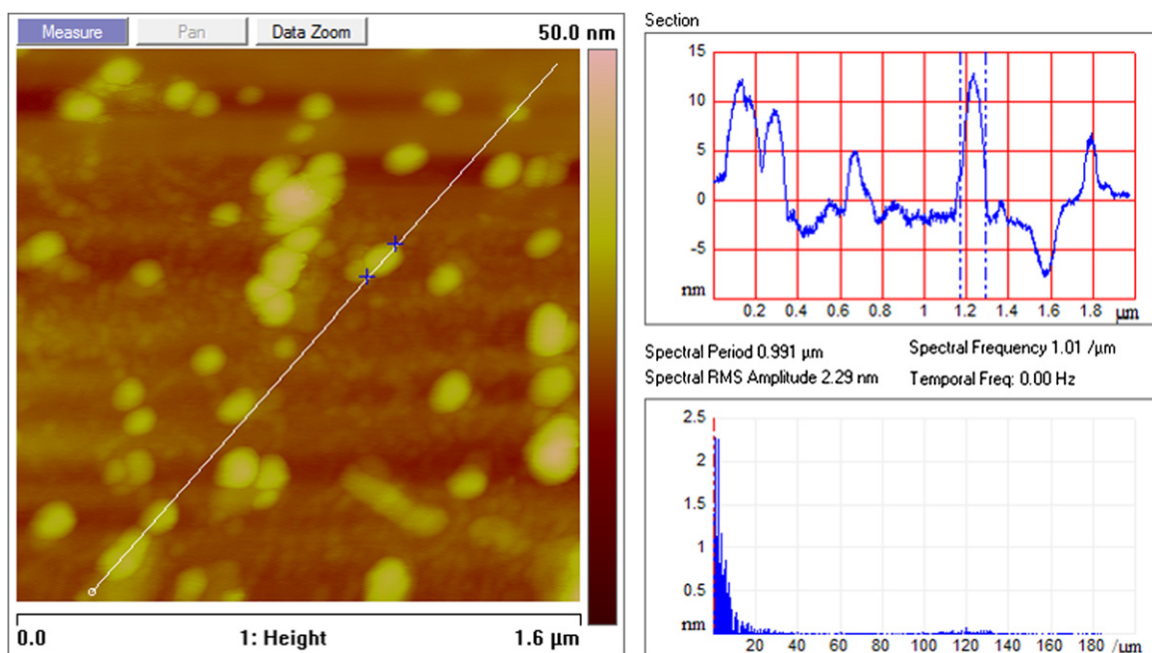 Measure Pan Data Zoom 50.0 nm
0.0 1: Height 1.6 µm
Section
15
10
5
0
-5
nm
0.2 0.4 0.6 0.8 1.0 1.2 1.4 1.6 1.8 µm
Spectral Period 0.991 µm Spectral Frequency 1.01 /µm
Spectral RMS Amplitude 2.29 nm Temporal Freq: 0.00 Hz
2.5
2
1.5
1
0.5
nm
20 40 60 80 100 120 140 160 180 /µm